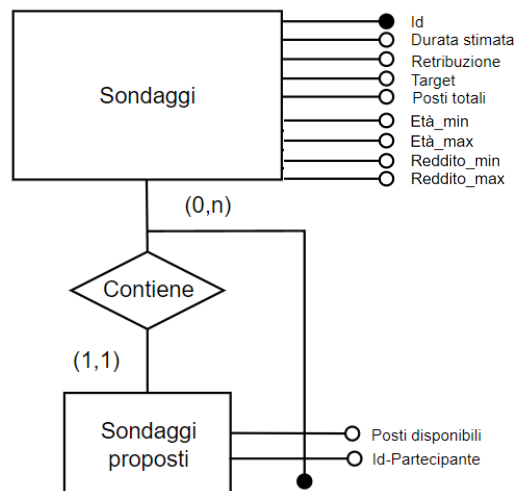 Id
Durata stimata
Retribuzione
Target
Posti totali
Età_min
Età_max
Reddito_min
Reddito_max
Sondaggi
(0,n)
Contiene
(1,1)
Sondaggi
proposti
Posti disponibili
Id-Partecipante